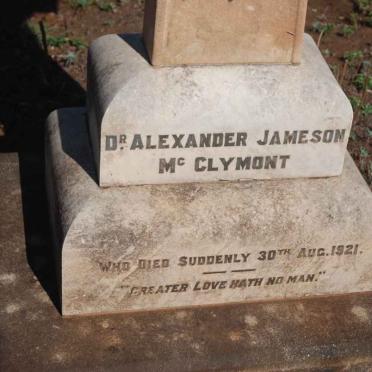 DR ALEXANDER JAMESON
MC CLYMONT
WHO DIED SUDDENLY 30TH AUG. 1921.
"GREATER LOVE HATH NO MAN."